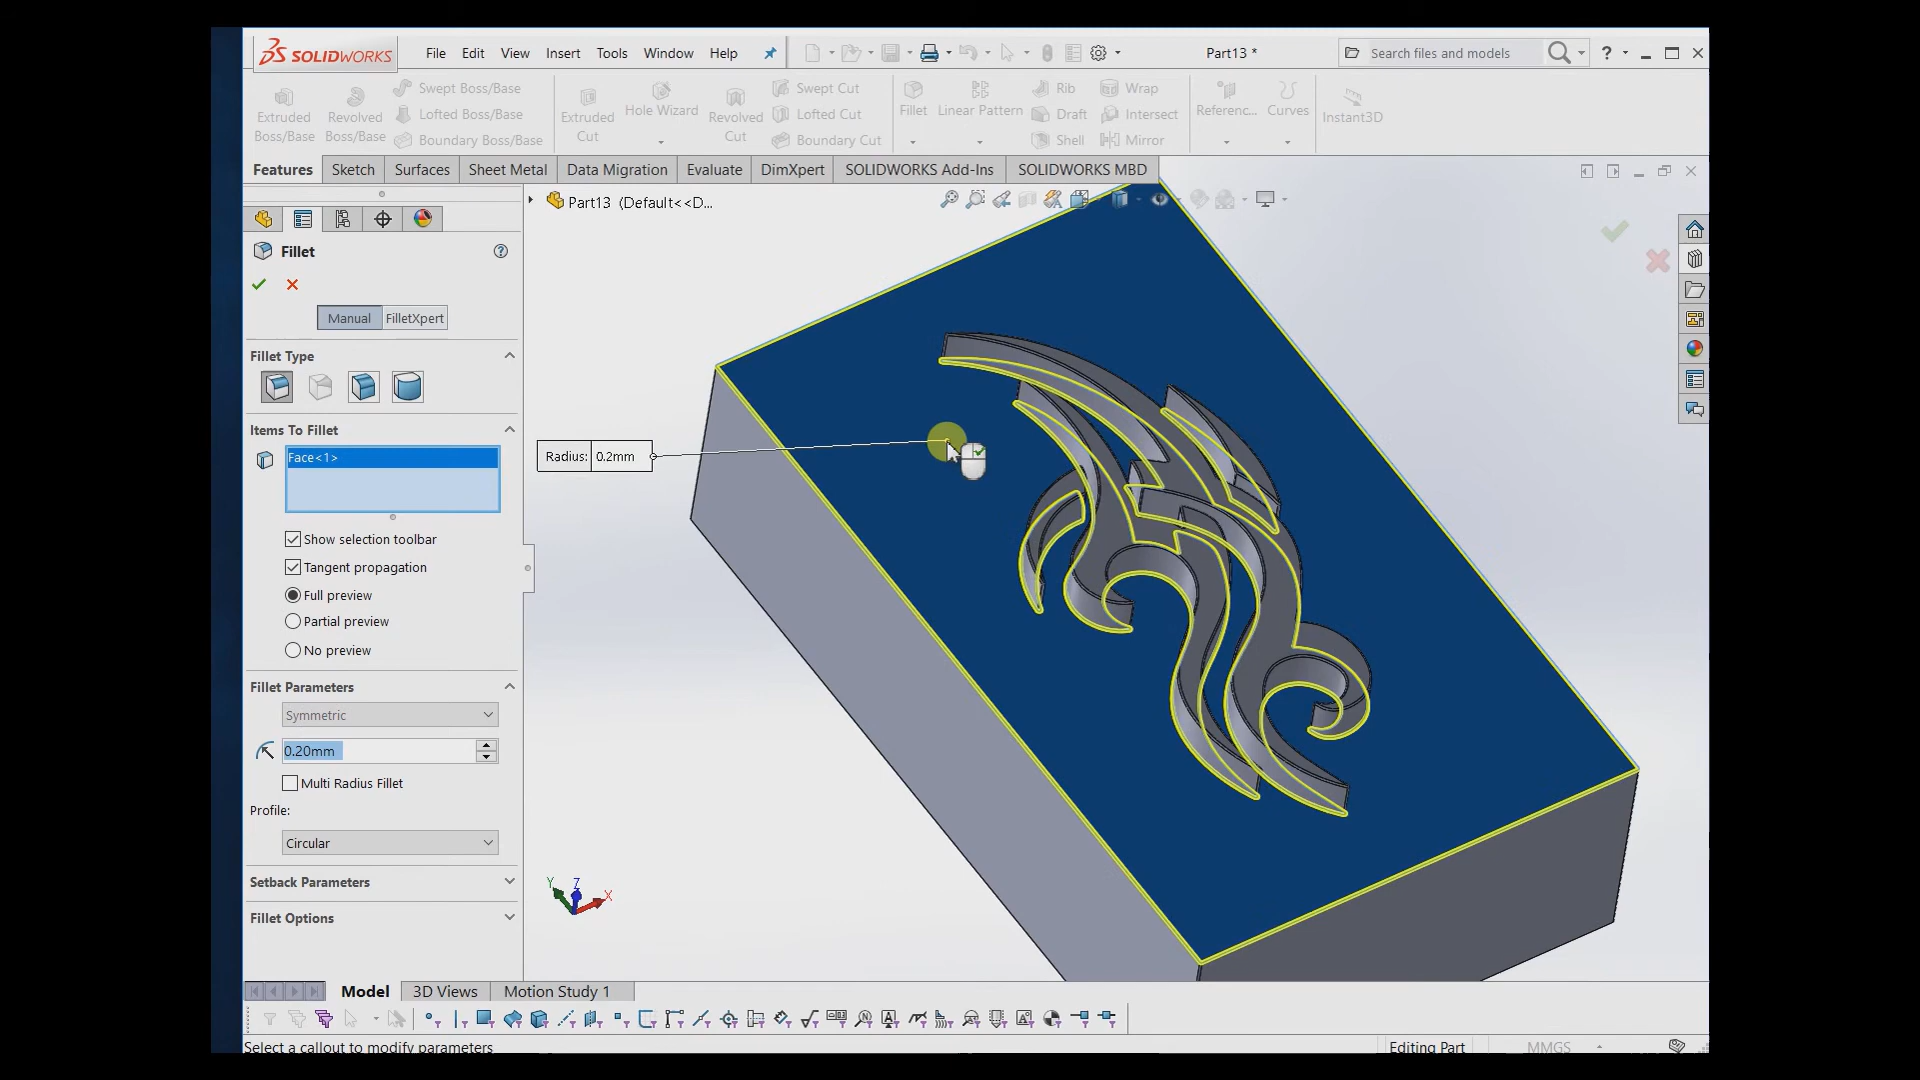 SOLIDWORKS File Edit View Insert Tools Window Help Part13 * Search files and models ?
Extruded Boss/Base
Revolved Boss/Base
Swept Boss/Base
Lofted Boss/Base
Boundary Boss/Base
Extruded Cut
Hole Wizard
Revolved Cut
Swept Cut
Lofted Cut
Boundary Cut
Fillet
Linear Pattern
Rib
Draft
Shell
Wrap
Intersect
Mirror
Referenc...
Curves
Instant3D
Features Sketch Surfaces Sheet Metal Data Migration Evaluate DimXpert SOLIDWORKS Add-Ins SOLIDWORKS MBD
Part13 (Default<<D...
Fillet
Manual FilletXpert
Fillet Type
Items To Fillet
Face<1>
Show selection toolbar
Tangent propagation
Full preview
Partial preview
No preview
Fillet Parameters
Symmetric
0.20mm
Multi Radius Fillet
Profile:
Circular
Setback Parameters
Fillet Options
Radius: 0.2mm
Y Z X
Model 3D Views Motion Study 1
Select a callout to modify parameters Editing Part MMGS